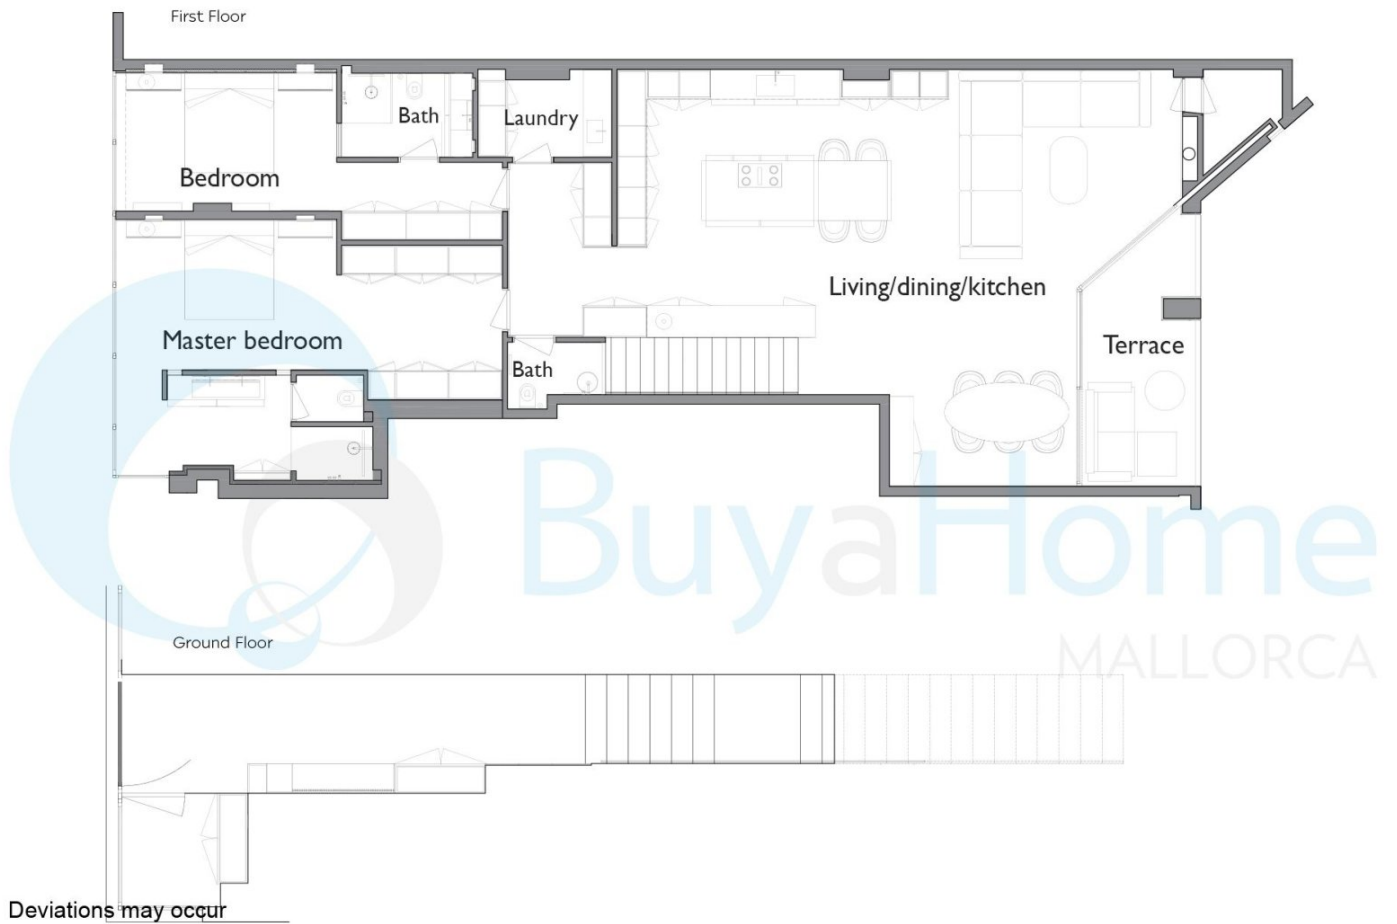 First Floor
Bath
Laundry
Bedroom
Living/dining/kitchen
Master bedroom
Terrace
Bath
BuyaHome
MALLORCA
Ground Floor
Deviations may occur